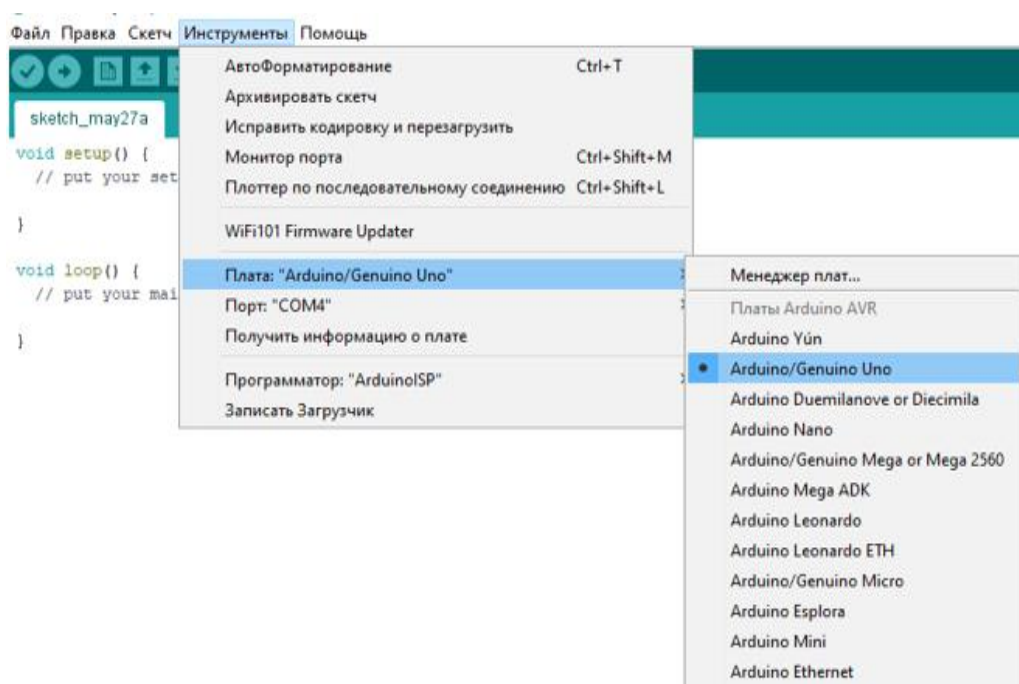 Файл Правка Скетч Инструменты Помощь
АвтоФорматирование Ctrl+T
Архивировать скетч
Исправить кодировку и перезагрузить
Монитор порта Ctrl+Shift+M
Плоттер по последовательному соединению Ctrl+Shift+L
WiFi101 Firmware Updater
Плата: "Arduino/Genuino Uno"
Порт: "COM4"
Получить информацию о плате
Программатор: "ArduinoISP"
Записать Загрузчик
sketch_may27a
void setup() {
// put your set
}
void loop() {
// put your mai
}
Менеджер плат...
Платы Arduino AVR
Arduino Yún
Arduino/Genuino Uno
Arduino Duemilanove or Diecimila
Arduino Nano
Arduino/Genuino Mega or Mega 2560
Arduino Mega ADK
Arduino Leonardo
Arduino Leonardo ETH
Arduino/Genuino Micro
Arduino Esplora
Arduino Mini
Arduino Ethernet